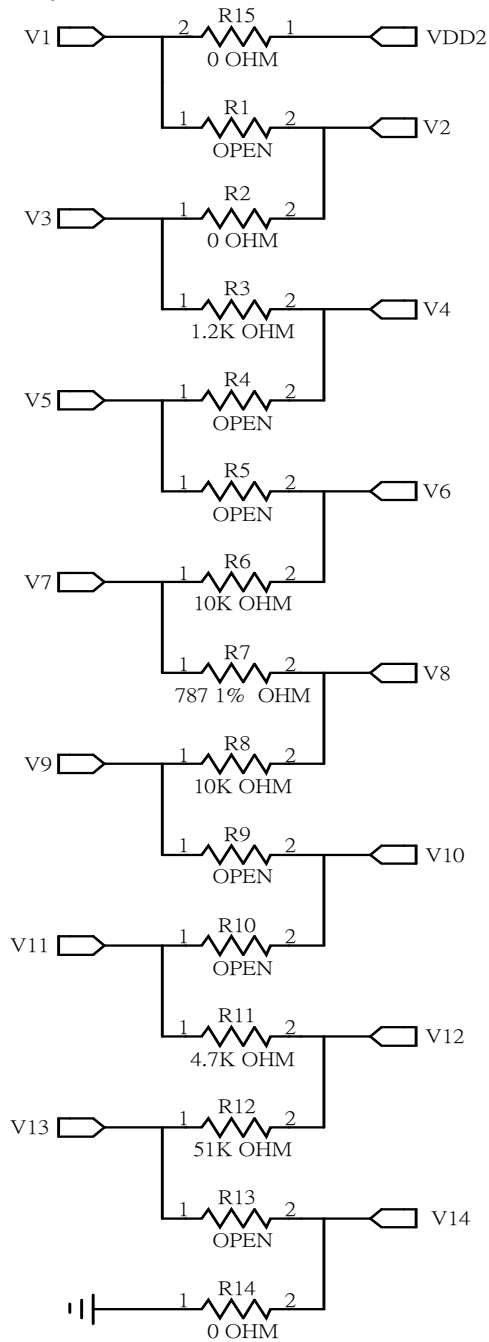 R15
V1 2 1 VDD2
0 OHM
R1
1 2 V2
OPEN
R2
V3 1 2
0 OHM
R3
1 2 V4
1.2K OHM
R4
V5 1 2
OPEN
R5
1 2 V6
OPEN
R6
V7 1 2
10K OHM
R7
1 2 V8
787 1% OHM
R8
V9 1 2
10K OHM
R9
1 2 V10
OPEN
R10
V11 1 2
OPEN
R11
1 2 V12
4.7K OHM
R12
V13 1 2
51K OHM
R13
1 2 V14
OPEN
R14
1 2
0 OHM